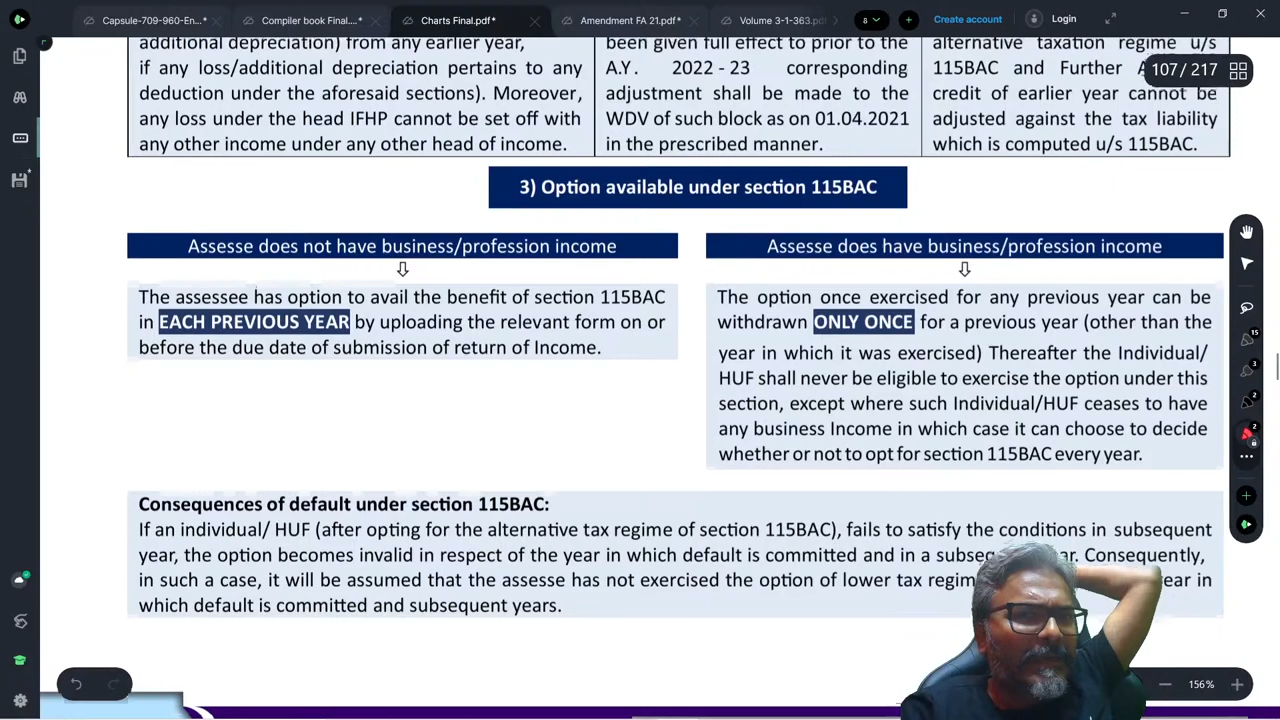 Capsule-709-960-En...*
Compiler book Final....*
Charts Final.pdf*
Amendment FA 21.pdf*
Volume 3-1-363.pdf
8
Create account
Login
107 / 217
additional depreciation) from any earlier year,
if any loss/additional depreciation pertains to any
deduction under the aforesaid sections). Moreover,
any loss under the head IFHP cannot be set off with
any other income under any other head of income.
been given full effect to prior to the
A.Y. 2022 - 23 corresponding
adjustment shall be made to the
WDV of such block as on 01.04.2021
in the prescribed manner.
alternative taxation regime u/s
115BAC and Further
credit of earlier year cannot be
adjusted against the tax liability
which is computed u/s 115BAC.
3) Option available under section 115BAC
Assesse does not have business/profession income
The assessee has option to avail the benefit of section 115BAC
in EACH PREVIOUS YEAR by uploading the relevant form on or
before the due date of submission of return of Income.
Assesse does have business/profession income
The option once exercised for any previous year can be
withdrawn ONLY ONCE for a previous year (other than the
year in which it was exercised) Thereafter the Individual/
HUF shall never be eligible to exercise the option under this
section, except where such Individual/HUF ceases to have
any business Income in which case it can choose to decide
whether or not to opt for section 115BAC every year.
15
3
2
2
Consequences of default under section 115BAC:
If an individual/ HUF (after opting for the alternative tax regime of section 115BAC), fails to satisfy the conditions in subsequent
year, the option becomes invalid in respect of the year in which default is committed and in a Consequently,
in such a case, it will be assumed that the assesse has not exercised the option of lower tax in
which default is committed and subsequent years.
156%